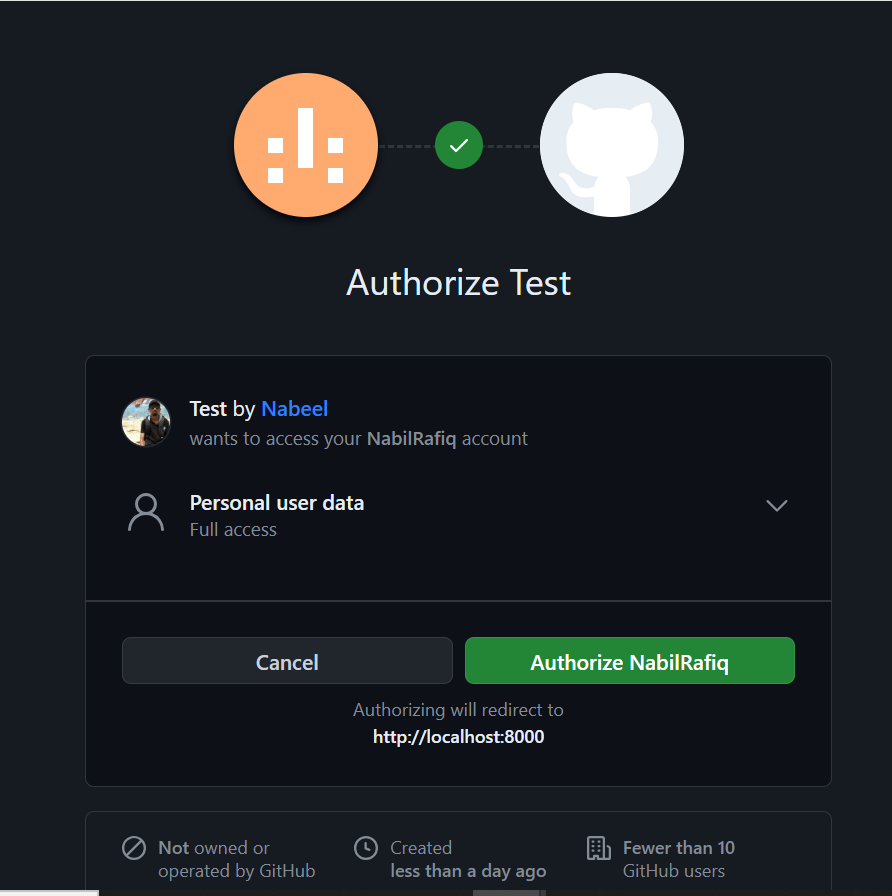 Authorize Test
Test by Nabeel
wants to access your NabilRafiq account
Personal user data
Full access
Cancel
Authorize NabilRafiq
Authorizing will redirect to
http://localhost:8000
Not owned or
operated by GitHub
Created
less than a day ago
Fewer than 10
GitHub users